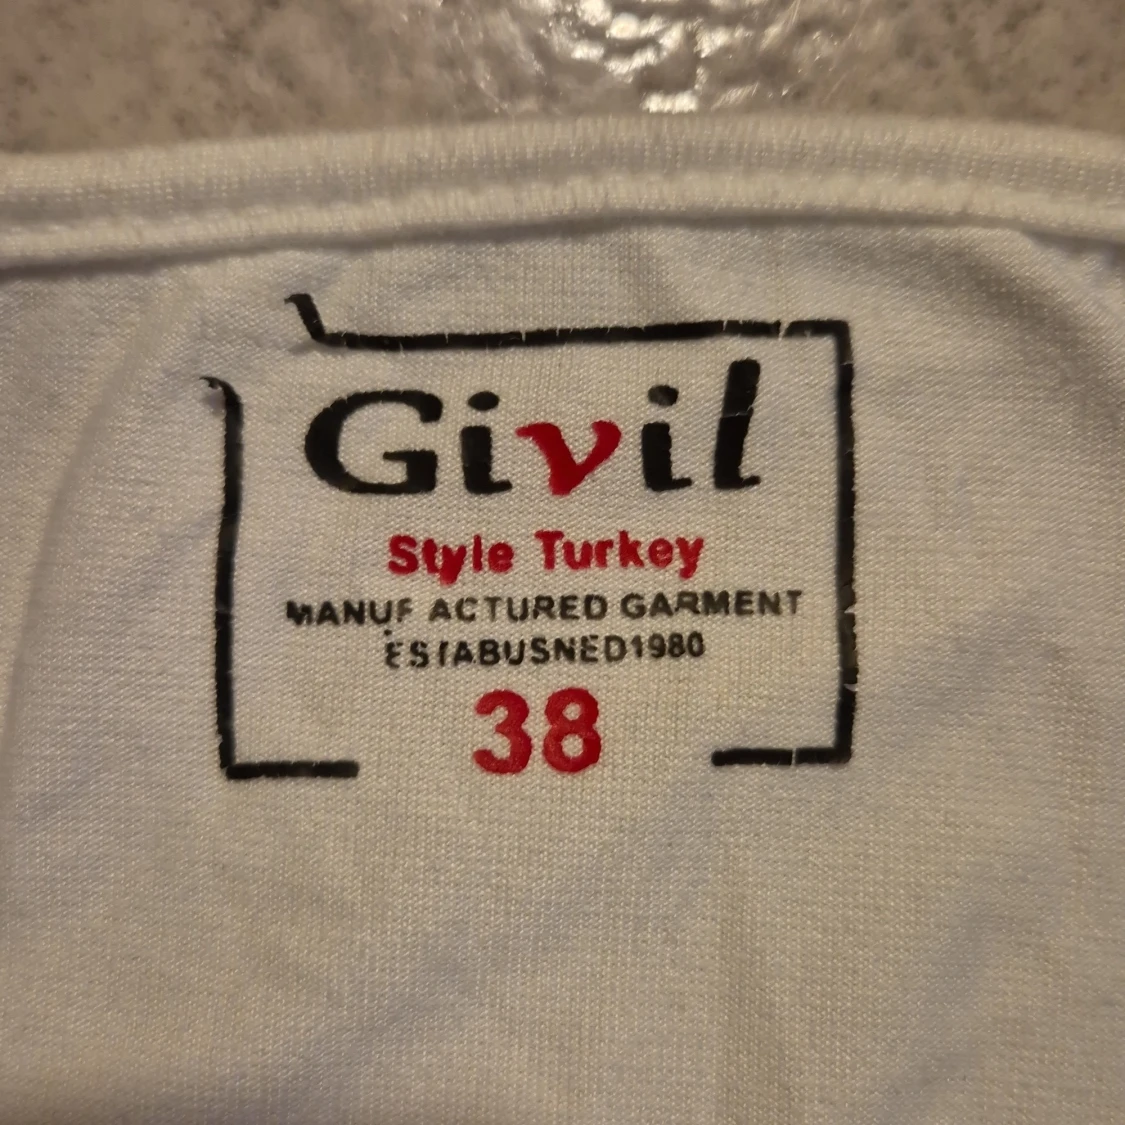 Givil
Style Turkey
MANUF ACTURED GARMENT
ESTABUSNED1980
38